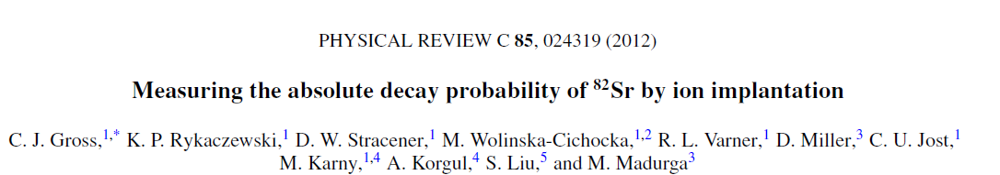 PHYSICAL REVIEW C 85, 024319 (2012)
Measuring the absolute decay probability of ⁸²Sr by ion implantation
C. J. Gross,¹,* K. P. Rykaczewski,¹ D. W. Stracener,¹ M. Wolinska-Cichocka,¹,² R. L. Varner,¹ D. Miller,³ C. U. Jost,¹
M. Karny,¹,⁴ A. Korgul,⁴ S. Liu,⁵ and M. Madurga³